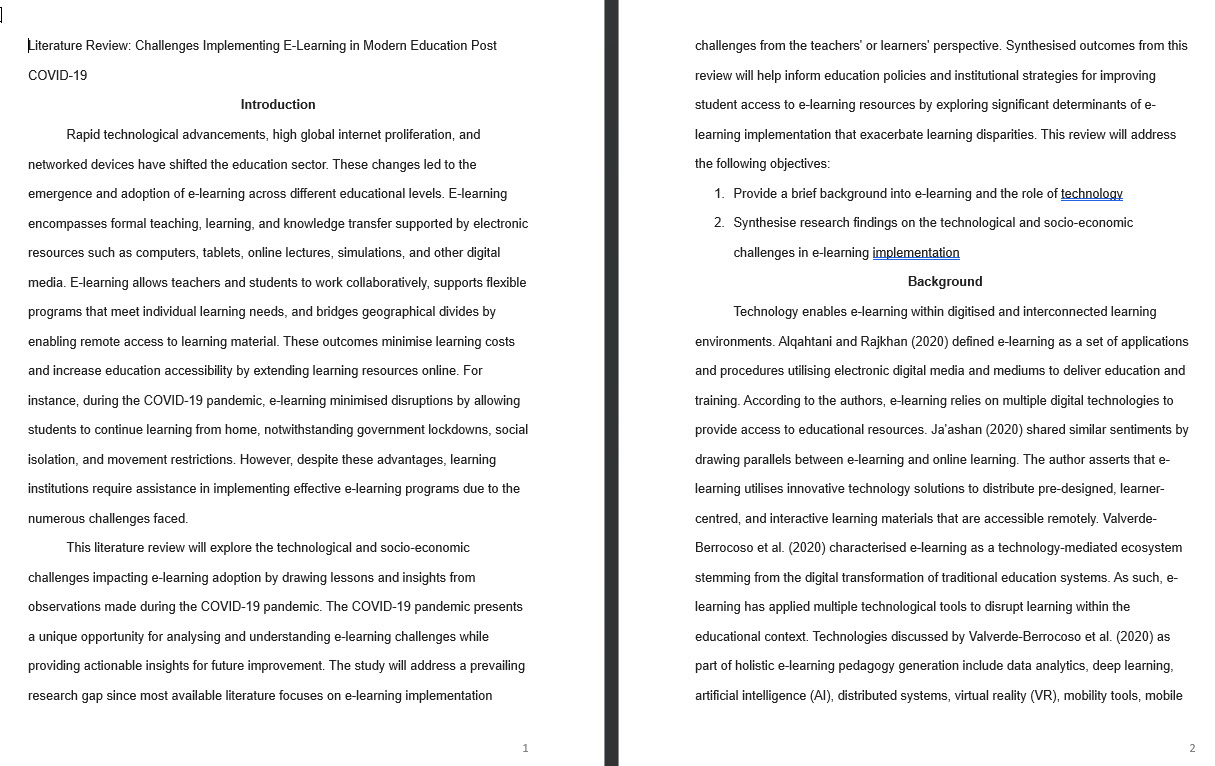 Literature Review: Challenges Implementing E-Learning in Modern Education Post
COVID-19
Introduction
Rapid technological advancements, high global internet proliferation, and
networked devices have shifted the education sector. These changes led to the
emergence and adoption of e-learning across different educational levels. E-learning
encompasses formal teaching, learning, and knowledge transfer supported by electronic
resources such as computers, tablets, online lectures, simulations, and other digital
media. E-learning allows teachers and students to work collaboratively, supports flexible
programs that meet individual learning needs, and bridges geographical divides by
enabling remote access to learning material. These outcomes minimise learning costs
and increase education accessibility by extending learning resources online. For
instance, during the COVID-19 pandemic, e-learning minimised disruptions by allowing
students to continue learning from home, notwithstanding government lockdowns, social
isolation, and movement restrictions. However, despite these advantages, learning
institutions require assistance in implementing effective e-learning programs due to the
numerous challenges faced.
This literature review will explore the technological and socio-economic
challenges impacting e-learning adoption by drawing lessons and insights from
observations made during the COVID-19 pandemic. The COVID-19 pandemic presents
a unique opportunity for analysing and understanding e-learning challenges while
providing actionable insights for future improvement. The study will address a prevailing
research gap since most available literature focuses on e-learning implementation
1
challenges from the teachers' or learners' perspective. Synthesised outcomes from this
review will help inform education policies and institutional strategies for improving
student access to e-learning resources by exploring significant determinants of e-
learning implementation that exacerbate learning disparities. This review will address
the following objectives:
1. Provide a brief background into e-learning and the role of technology
2. Synthesise research findings on the technological and socio-economic
challenges in e-learning implementation
Background
Technology enables e-learning within digitised and interconnected learning
environments. Alqahtani and Rajkhan (2020) defined e-learning as a set of applications
and procedures utilising electronic digital media and mediums to deliver education and
training. According to the authors, e-learning relies on multiple digital technologies to
provide access to educational resources. Ja'ashan (2020) shared similar sentiments by
drawing parallels between e-learning and online learning. The author asserts that e-
learning utilises innovative technology solutions to distribute pre-designed, learner-
centred, and interactive learning materials that are accessible remotely. Valverde-
Berrocoso et al. (2020) characterised e-learning as a technology-mediated ecosystem
stemming from the digital transformation of traditional education systems. As such, e-
learning has applied multiple technological tools to disrupt learning within the
educational context. Technologies discussed by Valverde-Berrocoso et al. (2020) as
part of holistic e-learning pedagogy generation include data analytics, deep learning,
artificial intelligence (AI), distributed systems, virtual reality (VR), mobility tools, mobile
2